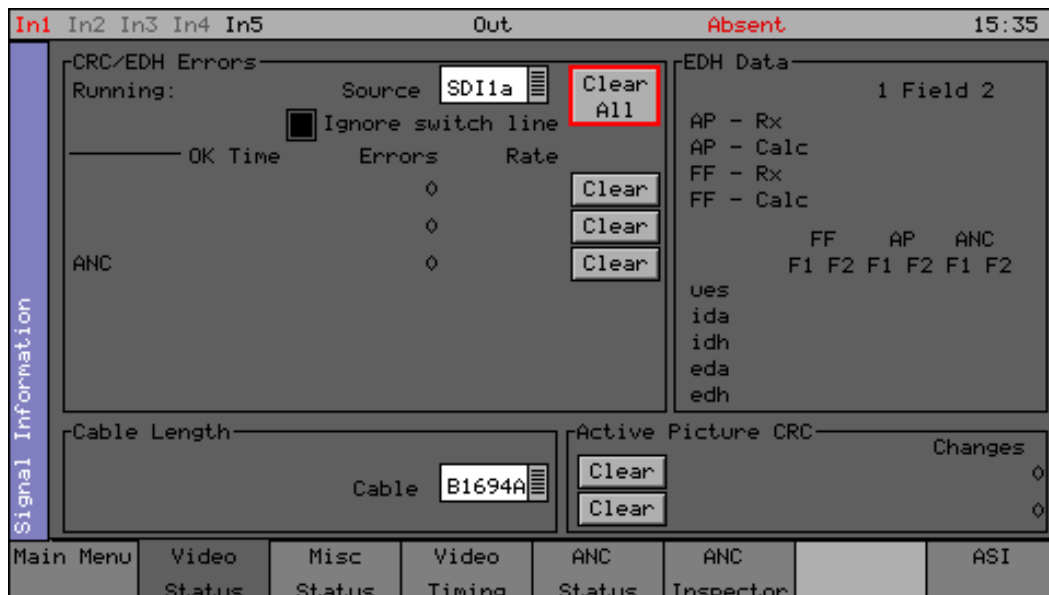 In1 In2 In3 In4 In5 Out Absent 15:35
Signal Information
CRC/EDH Errors
Running: Source SDI1a Clear All
Ignore switch line
OK Time Errors Rate
0 Clear
0 Clear
ANC 0 Clear
EDH Data
1 Field 2
AP - Rx
AP - Calc
FF - Rx
FF - Calc
FF AP ANC
F1 F2 F1 F2 F1 F2
ues
ida
idh
eda
edh
Cable Length
Cable B1694A
Active Picture CRC
Changes
Clear 0
Clear 0
Main Menu Video Status Misc Status Video Timing ANC Status ANC Inspector ASI